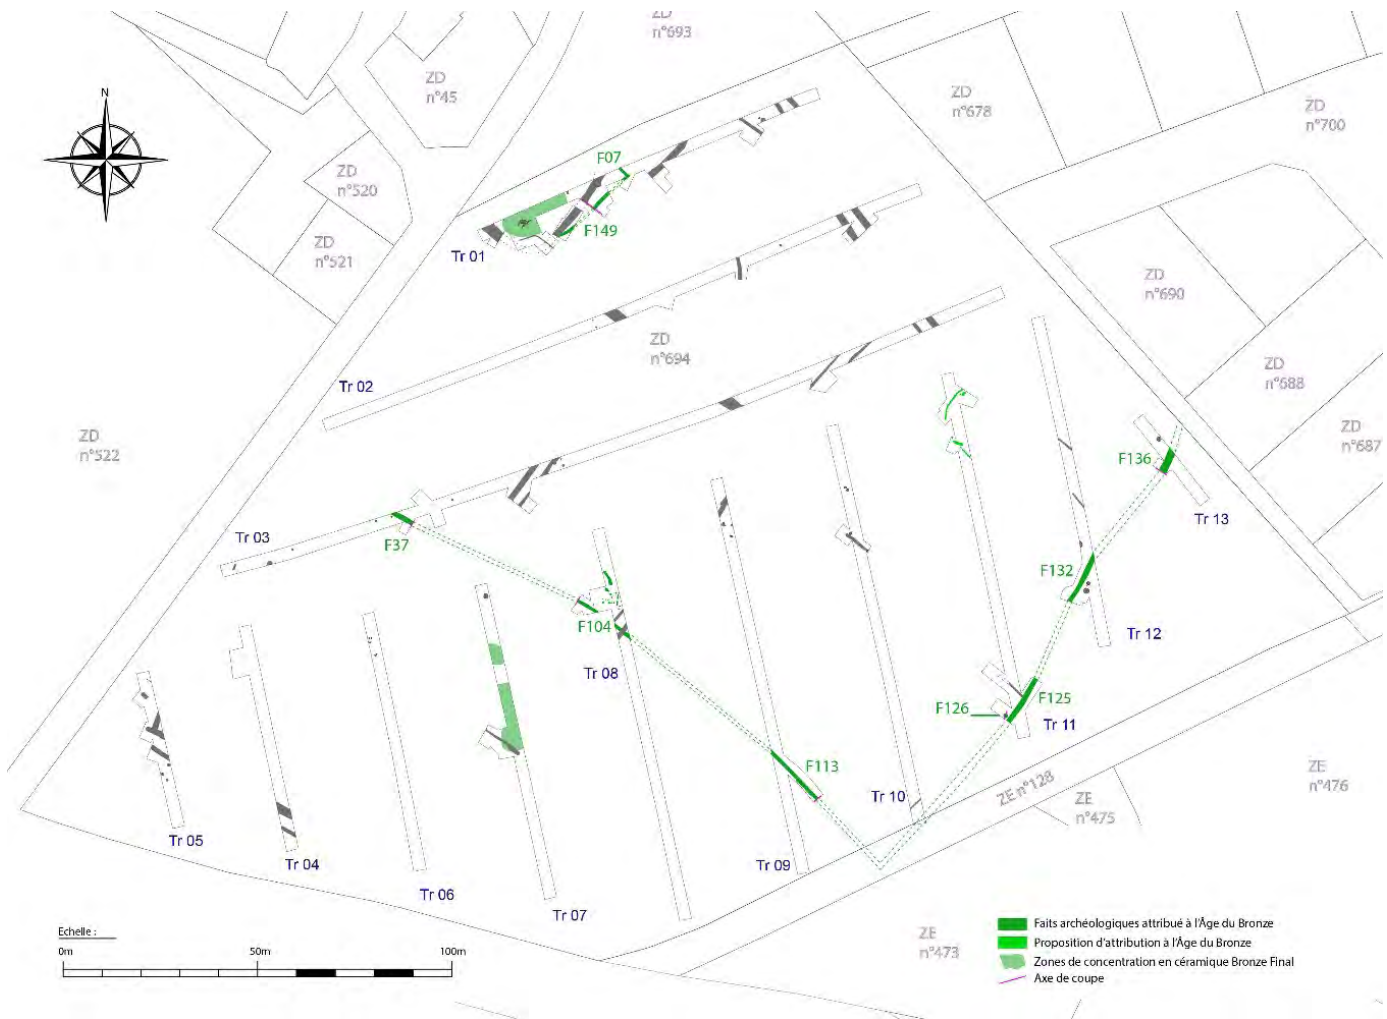 ZD
n°693
ZD
n°45
ZD
n°678
ZD
n°700
N
ZD
n°520
F07
ZD
n°521
F149
Tr 01
ZD
n°690
ZD
n°694
ZD
n°688
Tr 02
ZD
n°522
ZD
n°687
F136
Tr 13
Tr 03
F37
F132
F104
Tr 12
Tr 08
F125
F126
Tr 11
F113
ZE n°128
ZE
n°476
Tr 10
ZE
n°475
Tr 05
Tr 04
Tr 09
Tr 06
Tr 07
Echelle :
0m 50m 100m
ZE
n°473
Faits archéologiques attribué à l'Âge du Bronze
Proposition d'attribution à l'Âge du Bronze
Zones de concentration en céramique Bronze Final
Axe de coupe